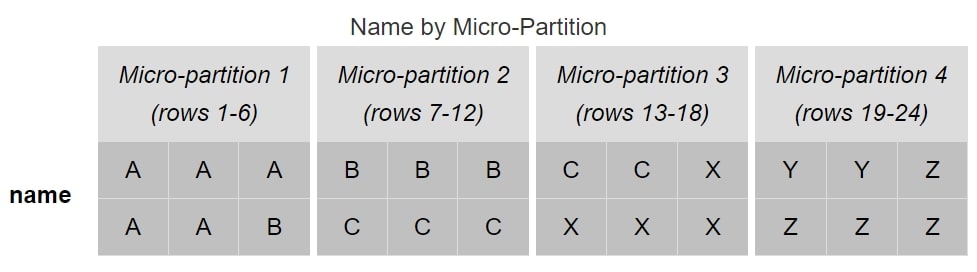 Name by Micro-Partition
Micro-partition 1 Micro-partition 2 Micro-partition 3 Micro-partition 4
(rows 1-6) (rows 7-12) (rows 13-18) (rows 19-24)
A A A B B B C C X Y Y Z
name
A A B C C C X X X Z Z Z